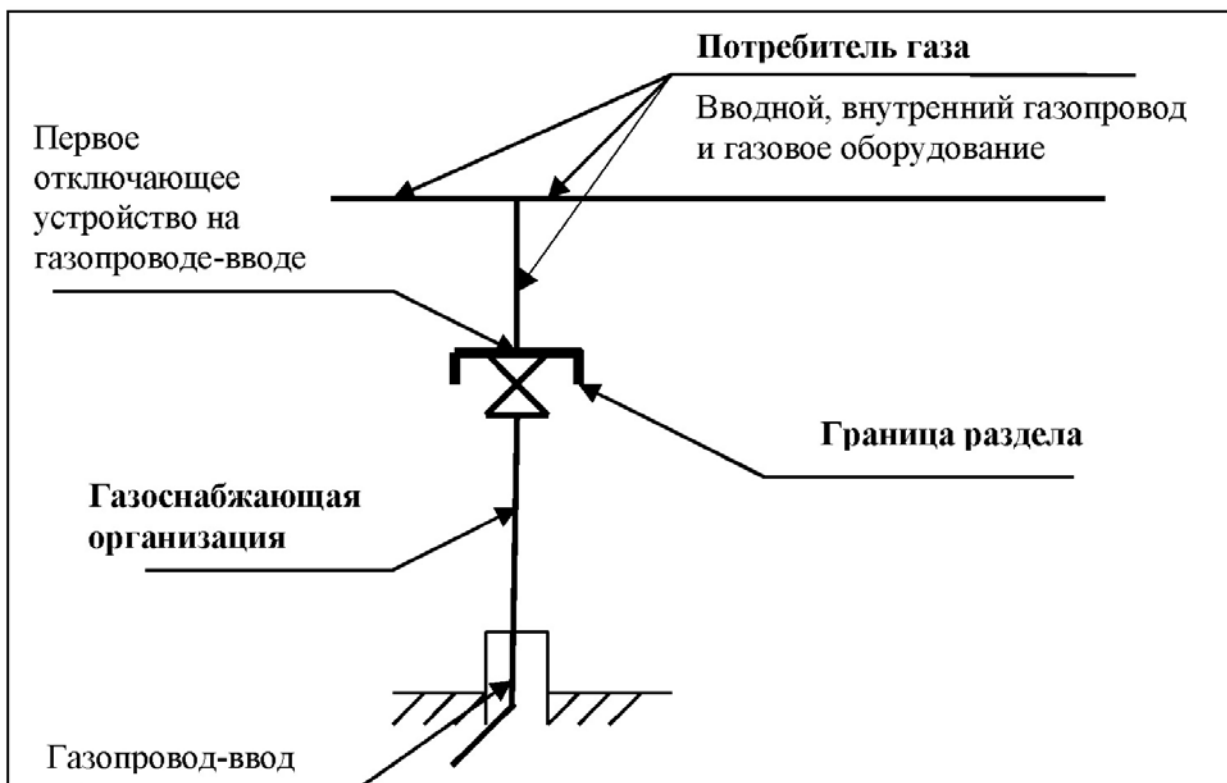 Потребитель газа
Вводной, внутренний газопровод
и газовое оборудование
Первое
отключающее
устройство на
газопроводе-вводе
Граница раздела
Газоснабжающая
организация
Газопровод-ввод